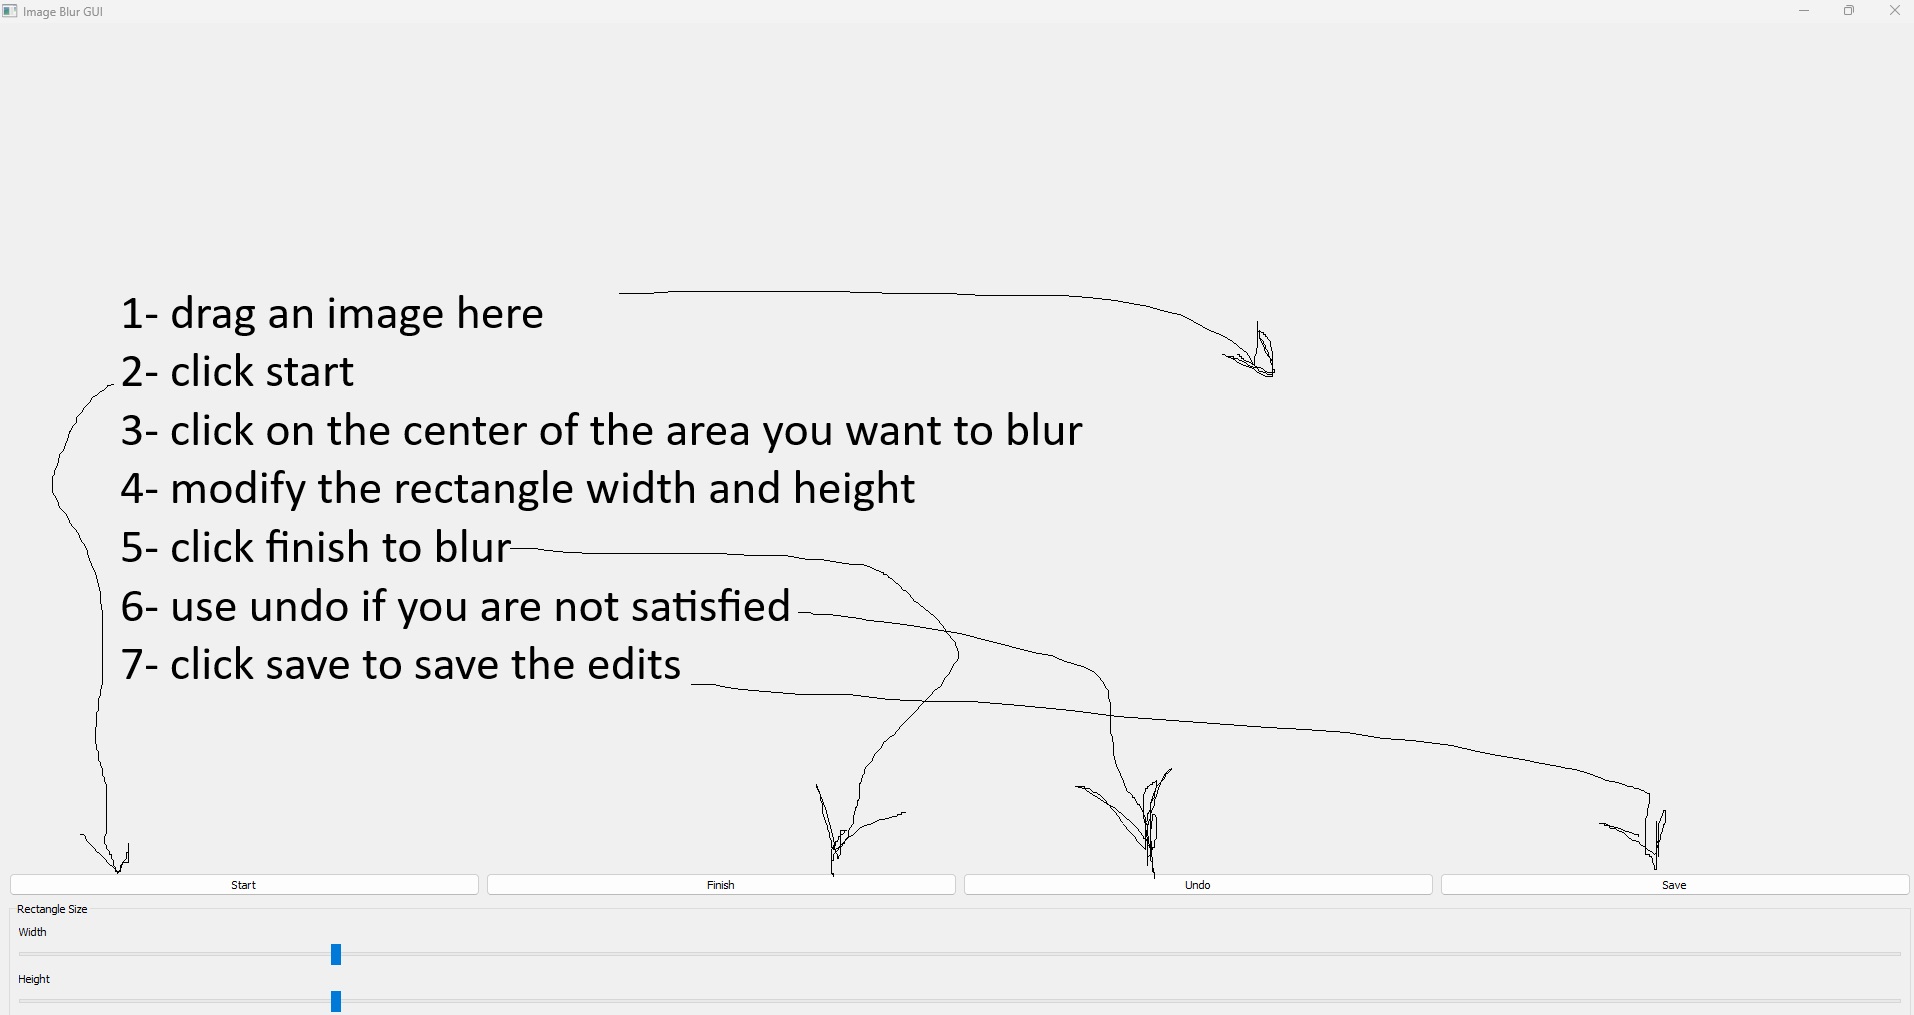 Image Blur GUI
1- drag an image here
2- click start
3- click on the center of the area you want to blur
4- modify the rectangle width and height
5- click finish to blur
6- use undo if you are not satisfied
7- click save to save the edits
Start
Finish
Undo
Save
Rectangle Size
Width
Height